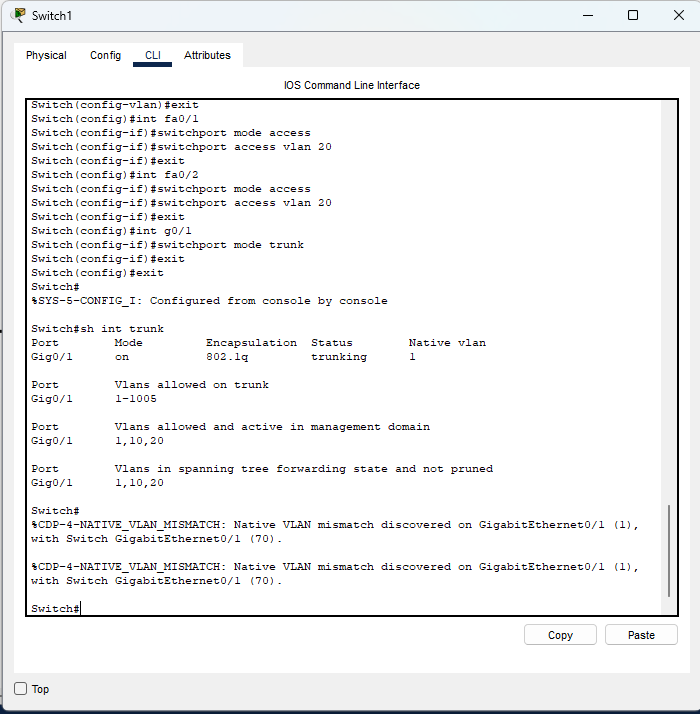 Switch1
Physical Config CLI Attributes
IOS Command Line Interface
Switch(config-vlan)#exit
Switch(config)#int fa0/1
Switch(config-if)#switchport mode access
Switch(config-if)#switchport access vlan 20
Switch(config-if)#exit
Switch(config)#int fa0/2
Switch(config-if)#switchport mode access
Switch(config-if)#switchport access vlan 20
Switch(config-if)#exit
Switch(config)#int g0/1
Switch(config-if)#switchport mode trunk
Switch(config-if)#exit
Switch(config)#exit
Switch#
%SYS-5-CONFIG_I: Configured from console by console
Switch#sh int trunk
Port Mode Encapsulation Status Native vlan
Gig0/1 on 802.1q trunking 1
Port Vlans allowed on trunk
Gig0/1 1-1005
Port Vlans allowed and active in management domain
Gig0/1 1,10,20
Port Vlans in spanning tree forwarding state and not pruned
Gig0/1 1,10,20
Switch#
%CDP-4-NATIVE_VLAN_MISMATCH: Native VLAN mismatch discovered on GigabitEthernet0/1 (1),
with Switch GigabitEthernet0/1 (70).
%CDP-4-NATIVE_VLAN_MISMATCH: Native VLAN mismatch discovered on GigabitEthernet0/1 (1),
with Switch GigabitEthernet0/1 (70).
Switch#
Copy Paste
Top